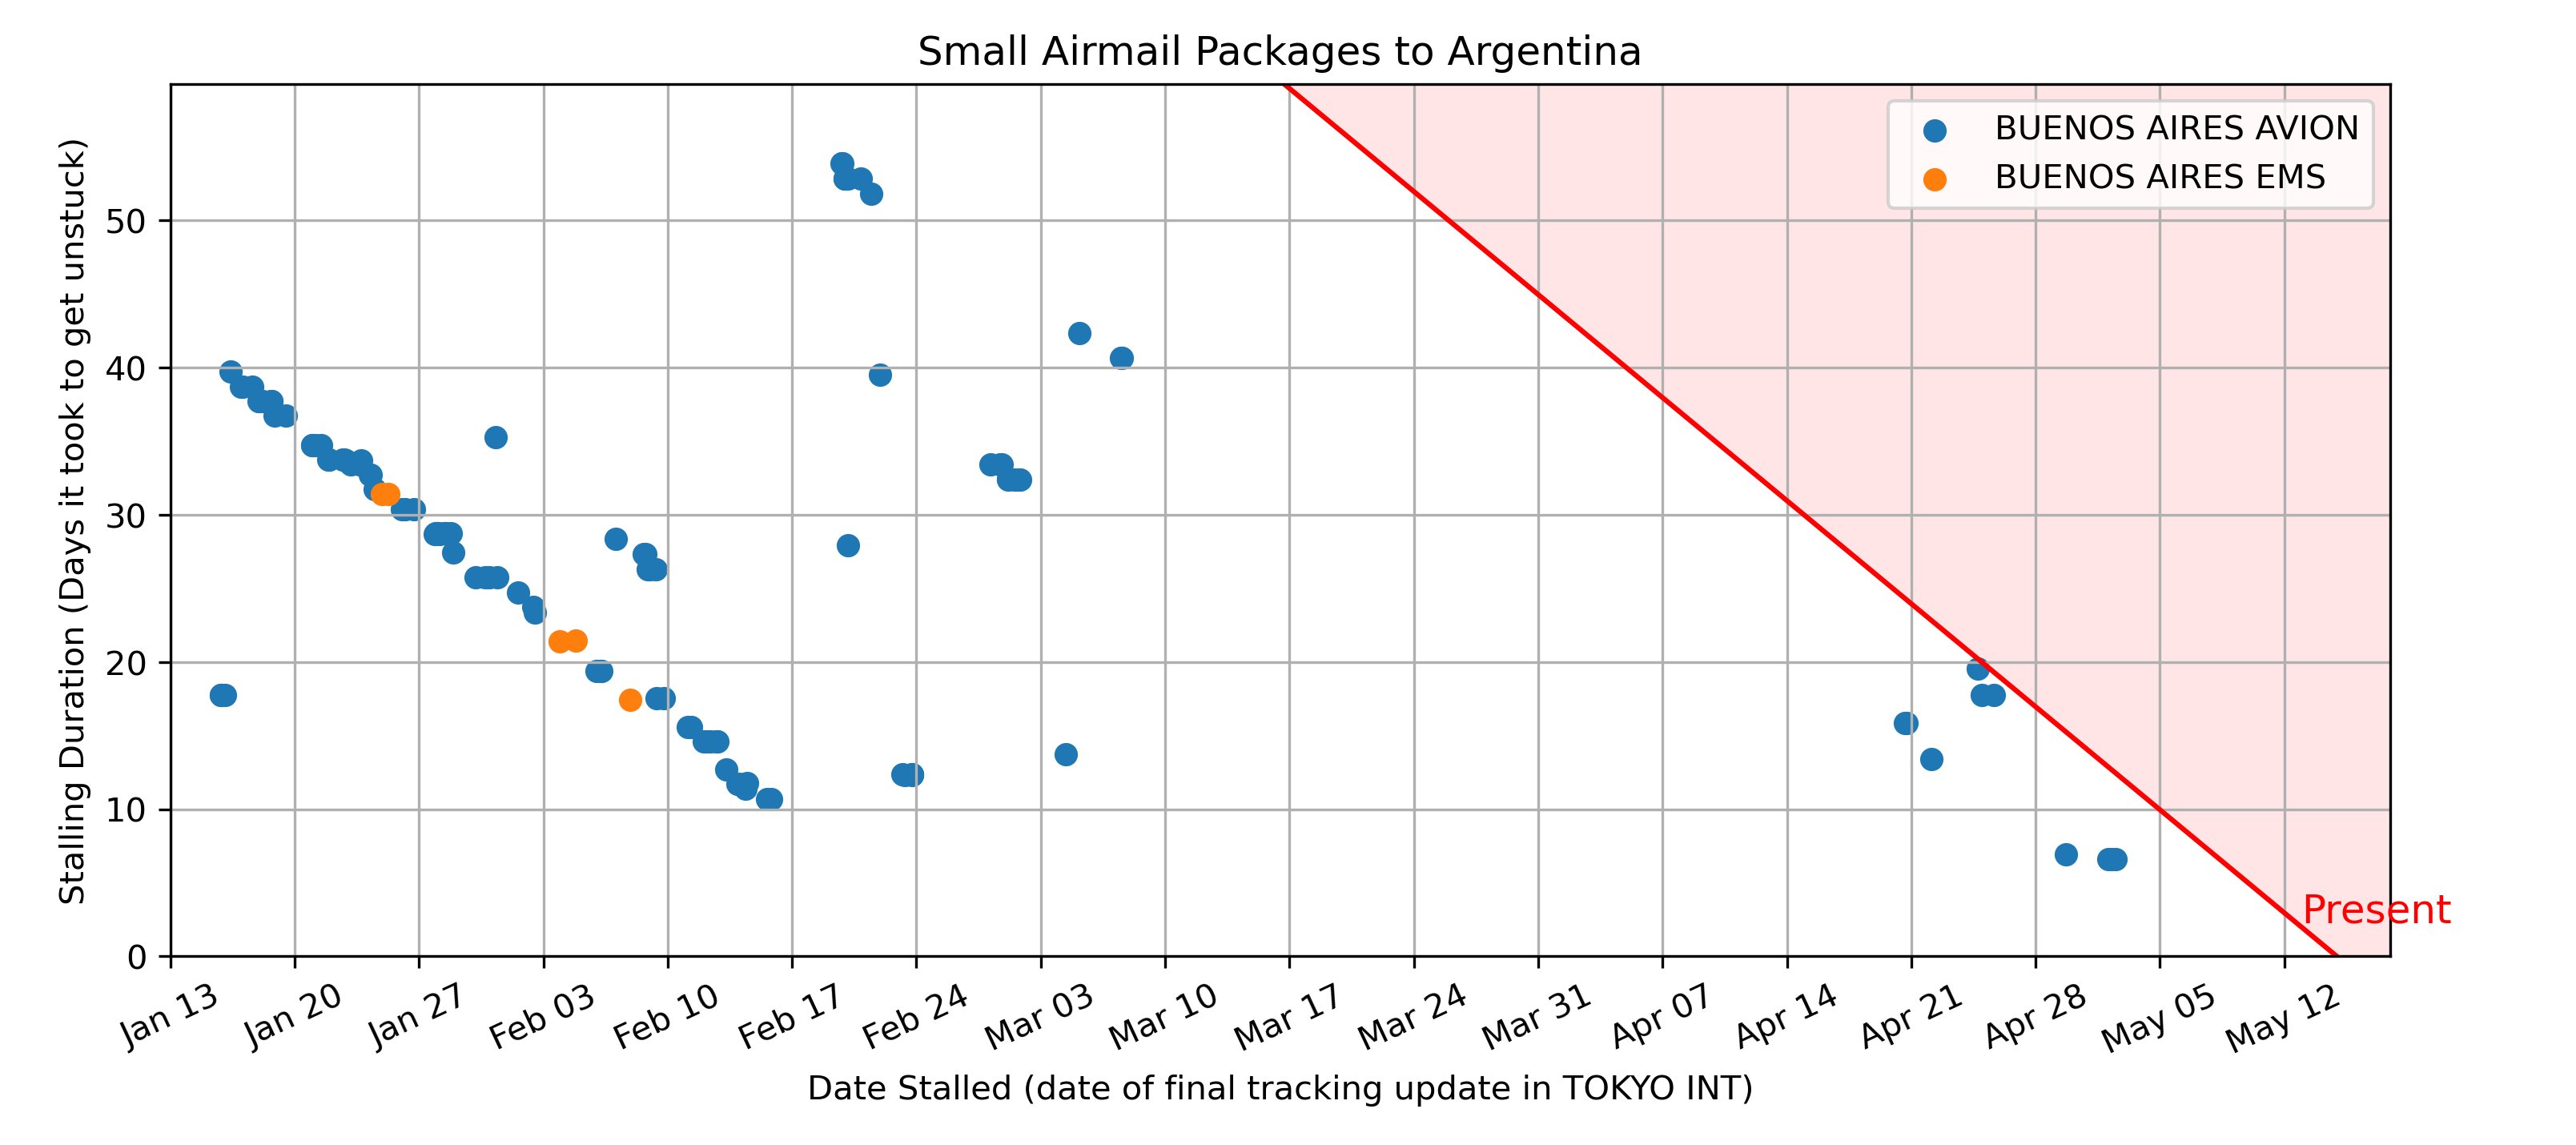 Small Airmail Packages to Argentina
BUENOS AIRES AVION
BUENOS AIRES EMS
Stalling Duration (Days it took to get unstuck)
50
40
30
20
10
0
Present
Jan 13
Jan 20
Jan 27
Feb 03
Feb 10
Feb 17
Feb 24
Mar 03
Mar 10
Mar 17
Mar 24
Mar 31
Apr 07
Apr 14
Apr 21
Apr 28
May 05
May 12
Date Stalled (date of final tracking update in TOKYO INT)